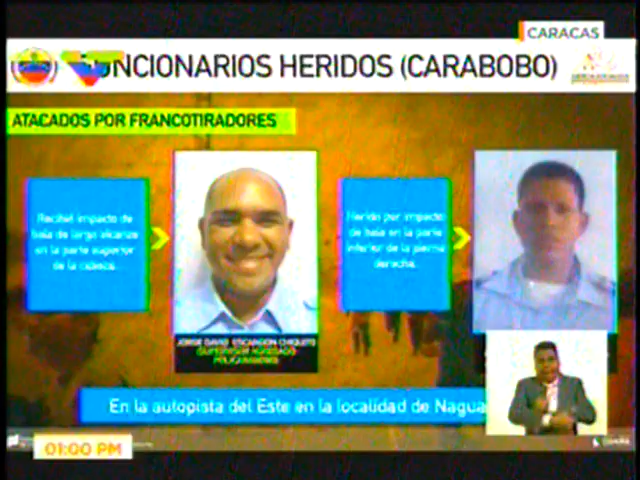 CARACAS
FUNCIONARIOS HERIDOS (CARABOBO)
ATACADOS POR FRANCOTIRADORES
Recibió impacto de
bala de largo alcance
en la parte superior
de la cabeza.
Herido por impacto
de bala en la parte
inferior de la pierna
derecha.
JORGE DAVID ESCANDON CHIQUITO
(SUPERVISOR AGREGADO)
En la autopista del Este en la localidad de Nagua
01:00 PM